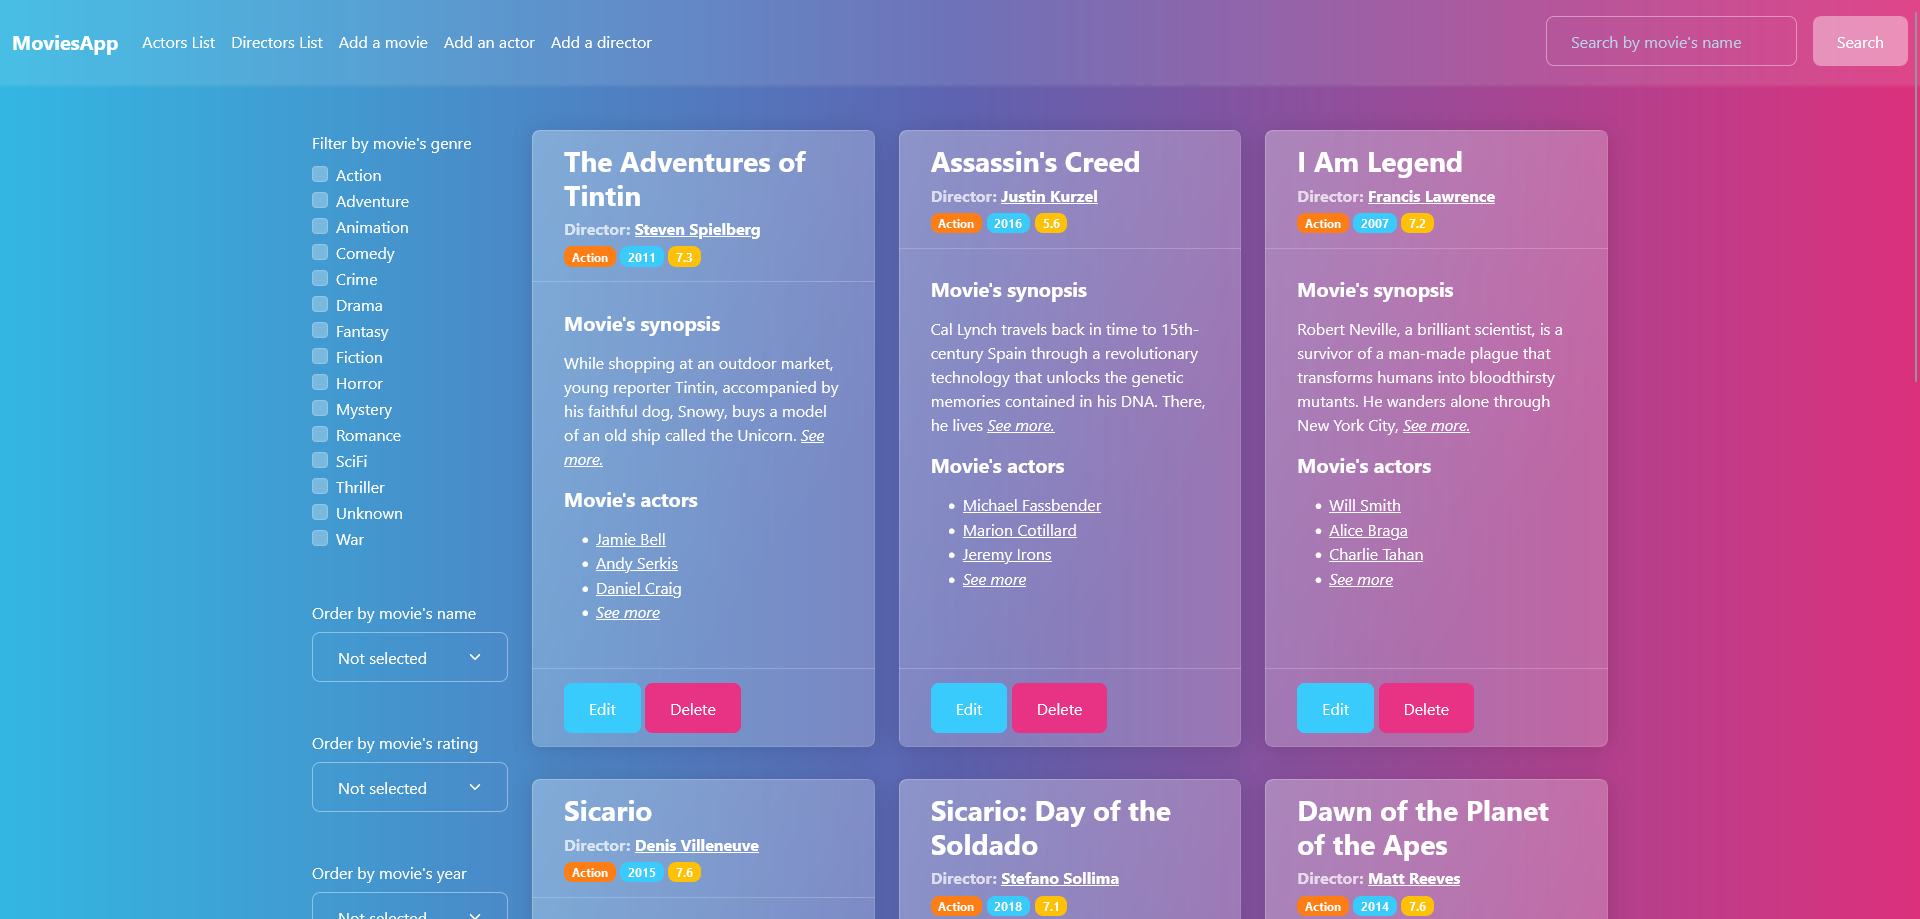 MoviesApp Actors List Directors List Add a movie Add an actor Add a director Search by movie's name Search
Filter by movie's genre
Action
Adventure
Animation
Comedy
Crime
Drama
Fantasy
Fiction
Horror
Mystery
Romance
SciFi
Thriller
Unknown
War
Order by movie's name
Not selected
Order by movie's rating
Not selected
Order by movie's year
Not selected
The Adventures of
Tintin
Director: Steven Spielberg
Action 2011 7.3
Movie's synopsis
While shopping at an outdoor market,
young reporter Tintin, accompanied by
his faithful dog, Snowy, buys a model
of an old ship called the Unicorn. See
more.
Movie's actors
Jamie Bell
Andy Serkis
Daniel Craig
See more
Edit Delete
Assassin's Creed
Director: Justin Kurzel
Action 2016 5.6
Movie's synopsis
Cal Lynch travels back in time to 15th-
century Spain through a revolutionary
technology that unlocks the genetic
memories contained in his DNA. There,
he lives See more.
Movie's actors
Michael Fassbender
Marion Cotillard
Jeremy Irons
See more
Edit Delete
I Am Legend
Director: Francis Lawrence
Action 2007 7.2
Movie's synopsis
Robert Neville, a brilliant scientist, is a
survivor of a man-made plague that
transforms humans into bloodthirsty
mutants. He wanders alone through
New York City, See more.
Movie's actors
Will Smith
Alice Braga
Charlie Tahan
See more
Edit Delete
Sicario
Director: Denis Villeneuve
Action 2015 7.6
Sicario: Day of the
Soldado
Director: Stefano Sollima
Action 2018 7.1
Dawn of the Planet
of the Apes
Director: Matt Reeves
Action 2014 7.6